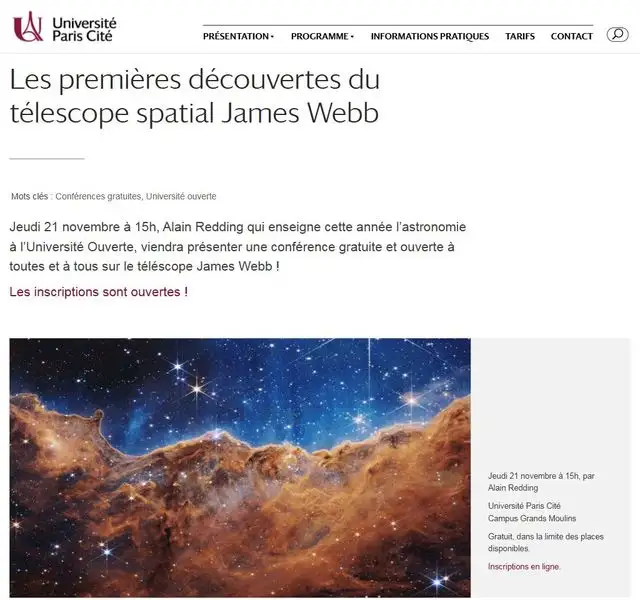 Université
Paris Cité
PRÉSENTATION PROGRAMME INFORMATIONS PRATIQUES TARIFS CONTACT
Les premières découvertes du
télescope spatial James Webb
Mots clés : Conférences gratuites, Université ouverte
Jeudi 21 novembre à 15h, Alain Redding qui enseigne cette année l’astronomie
à l’Université Ouverte, viendra présenter une conférence gratuite et ouverte à
toutes et à tous sur le téléscope James Webb !
Les inscriptions sont ouvertes !
Jeudi 21 novembre à 15h, par
Alain Redding
Université Paris Cité
Campus Grands Moulins
Gratuit, dans la limite des places
disponibles.
Inscriptions en ligne.